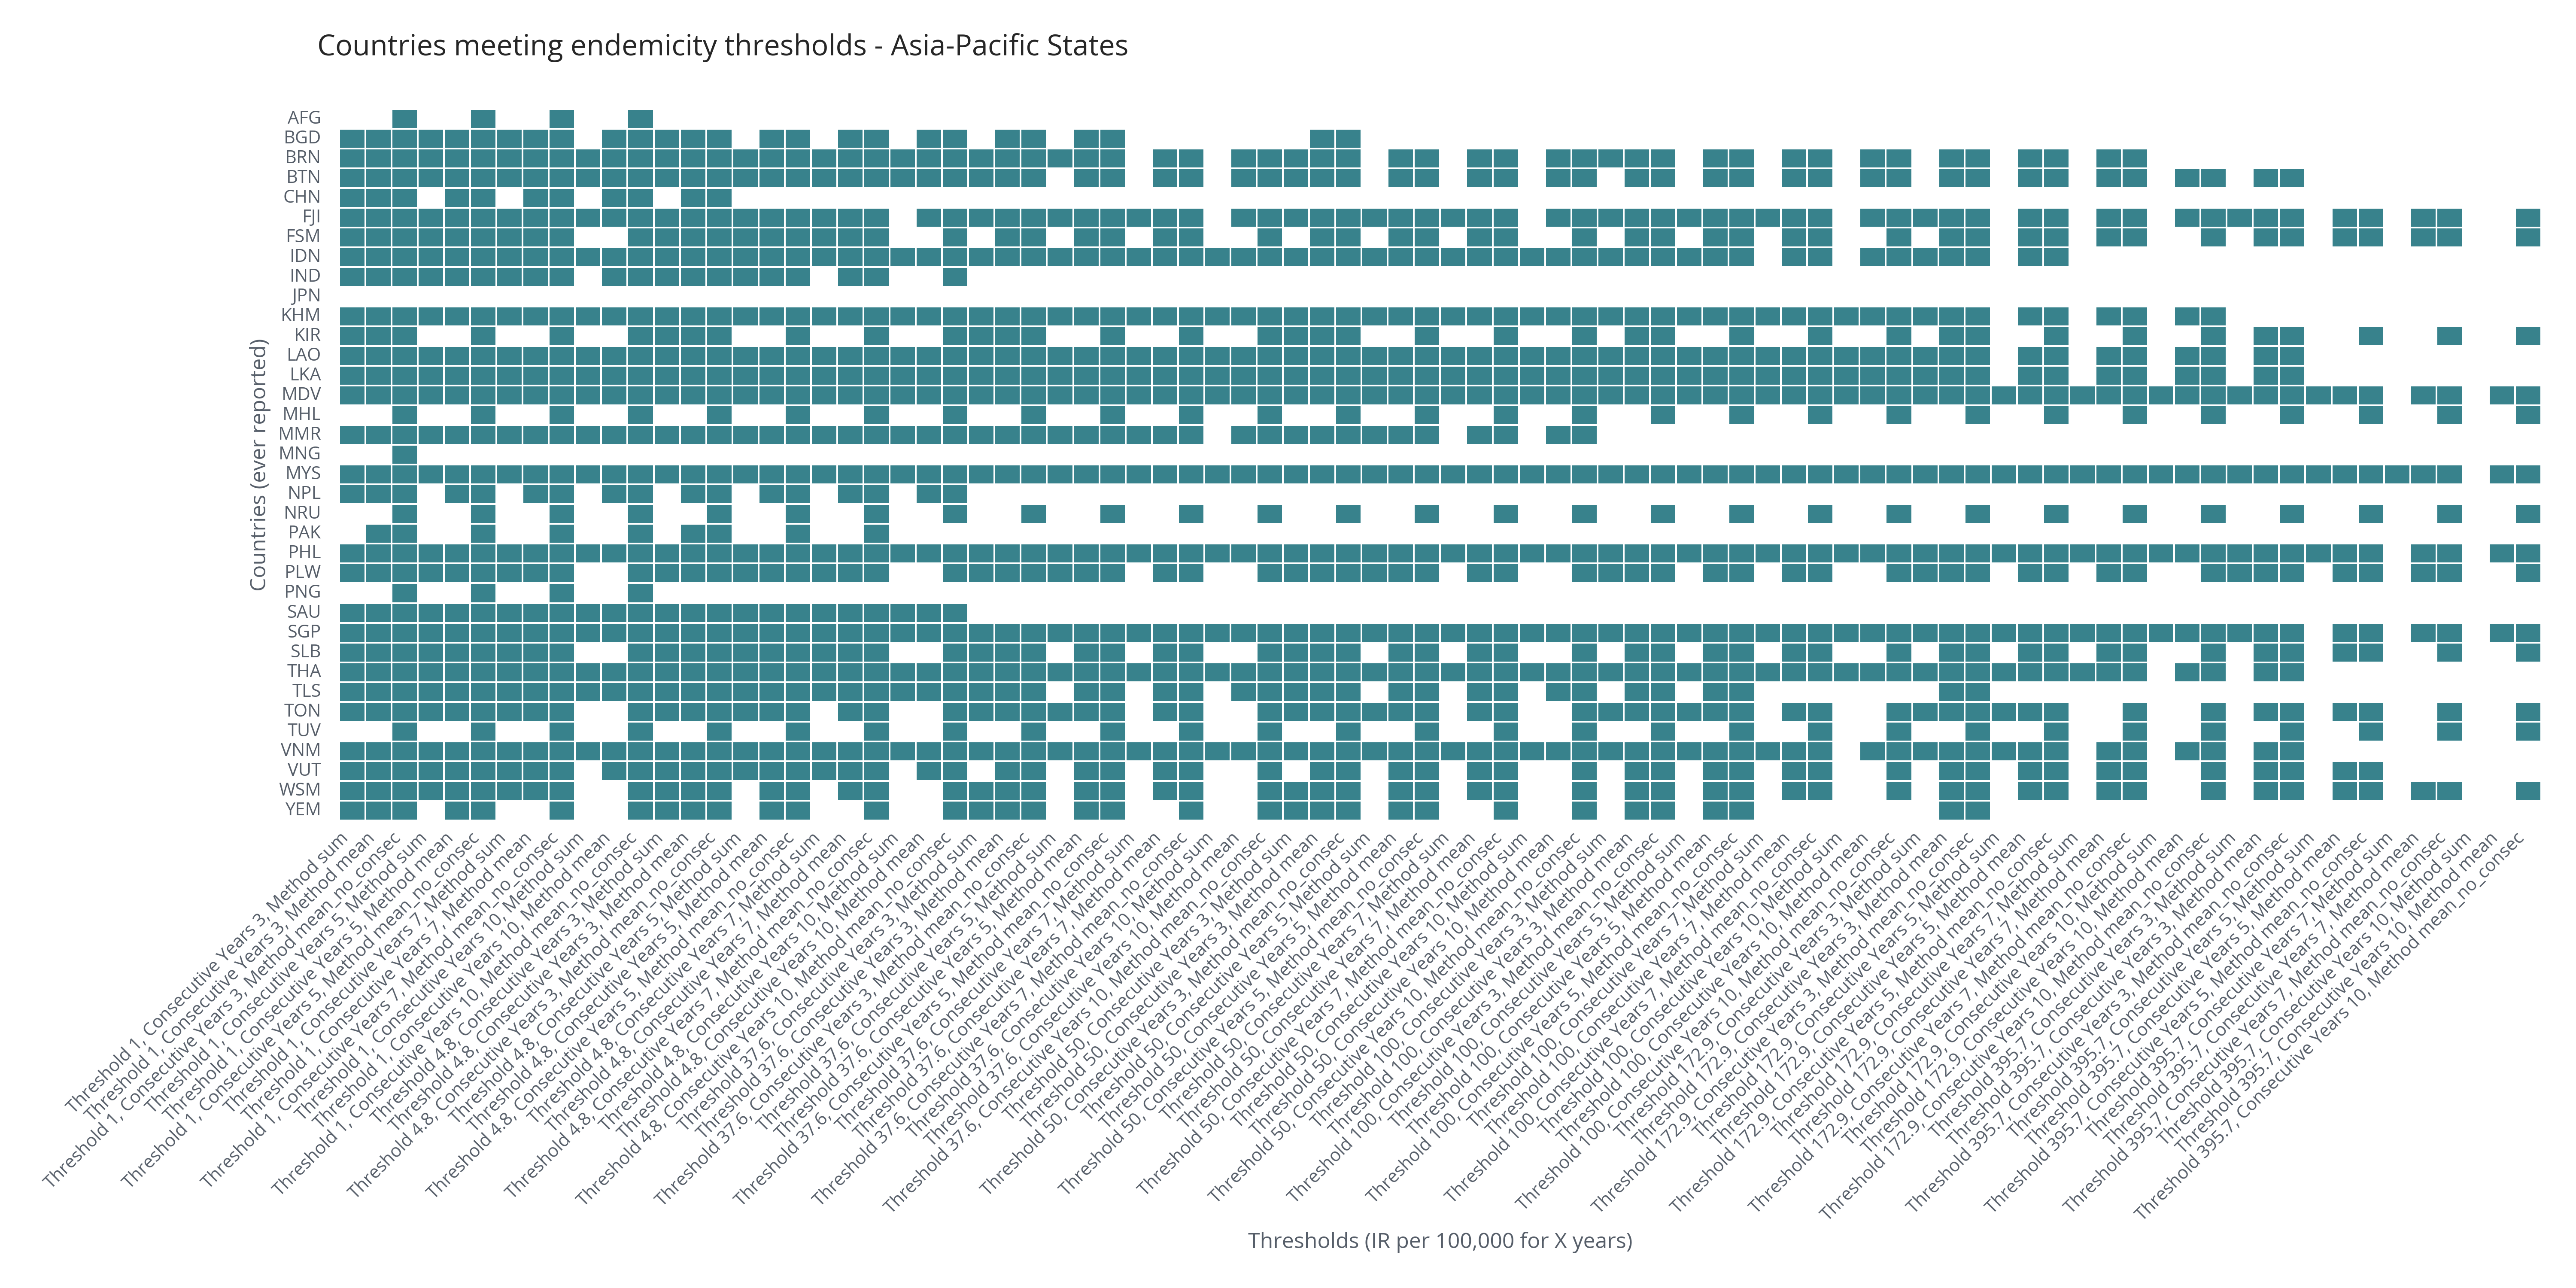 Countries meeting endemicity thresholds - Asia-Pacific States
Countries (ever reported)
AFG
BGD
BRN
BTN
CHN
FJI
FSM
IDN
IND
JPN
KHM
KIR
LAO
LKA
MDV
MHL
MMR
MNG
MYS
NPL
NRU
PAK
PHL
PLW
PNG
SAU
SGP
SLB
THA
TLS
TON
TUV
VNM
VUT
WSM
YEM
Threshold 1, Consecutive Years 3, Method sum
Threshold 1, Consecutive Years 3, Method mean
Threshold 1, Consecutive Years 3, Method mean_no_consec
Threshold 1, Consecutive Years 5, Method sum
Threshold 1, Consecutive Years 5, Method mean
Threshold 1, Consecutive Years 5, Method mean_no_consec
Threshold 1, Consecutive Years 7, Method sum
Threshold 1, Consecutive Years 7, Method mean
Threshold 1, Consecutive Years 7, Method mean_no_consec
Threshold 1, Consecutive Years 10, Method sum
Threshold 1, Consecutive Years 10, Method mean
Threshold 1, Consecutive Years 10, Method mean_no_consec
Threshold 4.8, Consecutive Years 3, Method sum
Threshold 4.8, Consecutive Years 3, Method mean
Threshold 4.8, Consecutive Years 3, Method mean_no_consec
Threshold 4.8, Consecutive Years 5, Method sum
Threshold 4.8, Consecutive Years 5, Method mean
Threshold 4.8, Consecutive Years 5, Method mean_no_consec
Threshold 4.8, Consecutive Years 7, Method sum
Threshold 4.8, Consecutive Years 7, Method mean
Threshold 4.8, Consecutive Years 7, Method mean_no_consec
Threshold 4.8, Consecutive Years 10, Method sum
Threshold 4.8, Consecutive Years 10, Method mean
Threshold 4.8, Consecutive Years 10, Method mean_no_consec
Threshold 37.6, Consecutive Years 3, Method sum
Threshold 37.6, Consecutive Years 3, Method mean
Threshold 37.6, Consecutive Years 3, Method mean_no_consec
Threshold 37.6, Consecutive Years 5, Method sum
Threshold 37.6, Consecutive Years 5, Method mean
Threshold 37.6, Consecutive Years 5, Method mean_no_consec
Threshold 37.6, Consecutive Years 7, Method sum
Threshold 37.6, Consecutive Years 7, Method mean
Threshold 37.6, Consecutive Years 7, Method mean_no_consec
Threshold 37.6, Consecutive Years 10, Method sum
Threshold 37.6, Consecutive Years 10, Method mean
Threshold 37.6, Consecutive Years 10, Method mean_no_consec
Threshold 50, Consecutive Years 3, Method sum
Threshold 50, Consecutive Years 3, Method mean
Threshold 50, Consecutive Years 3, Method mean_no_consec
Threshold 50, Consecutive Years 5, Method sum
Threshold 50, Consecutive Years 5, Method mean
Threshold 50, Consecutive Years 5, Method mean_no_consec
Threshold 50, Consecutive Years 7, Method sum
Threshold 50, Consecutive Years 7, Method mean
Threshold 50, Consecutive Years 7, Method mean_no_consec
Threshold 50, Consecutive Years 10, Method sum
Threshold 50, Consecutive Years 10, Method mean
Threshold 50, Consecutive Years 10, Method mean_no_consec
Threshold 100, Consecutive Years 3, Method sum
Threshold 100, Consecutive Years 3, Method mean
Threshold 100, Consecutive Years 3, Method mean_no_consec
Threshold 100, Consecutive Years 5, Method sum
Threshold 100, Consecutive Years 5, Method mean
Threshold 100, Consecutive Years 5, Method mean_no_consec
Threshold 100, Consecutive Years 7, Method sum
Threshold 100, Consecutive Years 7, Method mean
Threshold 100, Consecutive Years 7, Method mean_no_consec
Threshold 100, Consecutive Years 10, Method sum
Threshold 100, Consecutive Years 10, Method mean
Threshold 100, Consecutive Years 10, Method mean_no_consec
Threshold 172.9, Consecutive Years 3, Method sum
Threshold 172.9, Consecutive Years 3, Method mean
Threshold 172.9, Consecutive Years 3, Method mean_no_consec
Threshold 172.9, Consecutive Years 5, Method sum
Threshold 172.9, Consecutive Years 5, Method mean
Threshold 172.9, Consecutive Years 5, Method mean_no_consec
Threshold 172.9, Consecutive Years 7, Method sum
Threshold 172.9, Consecutive Years 7, Method mean
Threshold 172.9, Consecutive Years 7, Method mean_no_consec
Threshold 172.9, Consecutive Years 10, Method sum
Threshold 172.9, Consecutive Years 10, Method mean
Threshold 172.9, Consecutive Years 10, Method mean_no_consec
Threshold 395.7, Consecutive Years 3, Method sum
Threshold 395.7, Consecutive Years 3, Method mean
Threshold 395.7, Consecutive Years 3, Method mean_no_consec
Threshold 395.7, Consecutive Years 5, Method sum
Threshold 395.7, Consecutive Years 5, Method mean
Threshold 395.7, Consecutive Years 5, Method mean_no_consec
Threshold 395.7, Consecutive Years 7, Method sum
Threshold 395.7, Consecutive Years 7, Method mean
Threshold 395.7, Consecutive Years 7, Method mean_no_consec
Threshold 395.7, Consecutive Years 10, Method sum
Threshold 395.7, Consecutive Years 10, Method mean
Threshold 395.7, Consecutive Years 10, Method mean_no_consec
Thresholds (IR per 100,000 for X years)